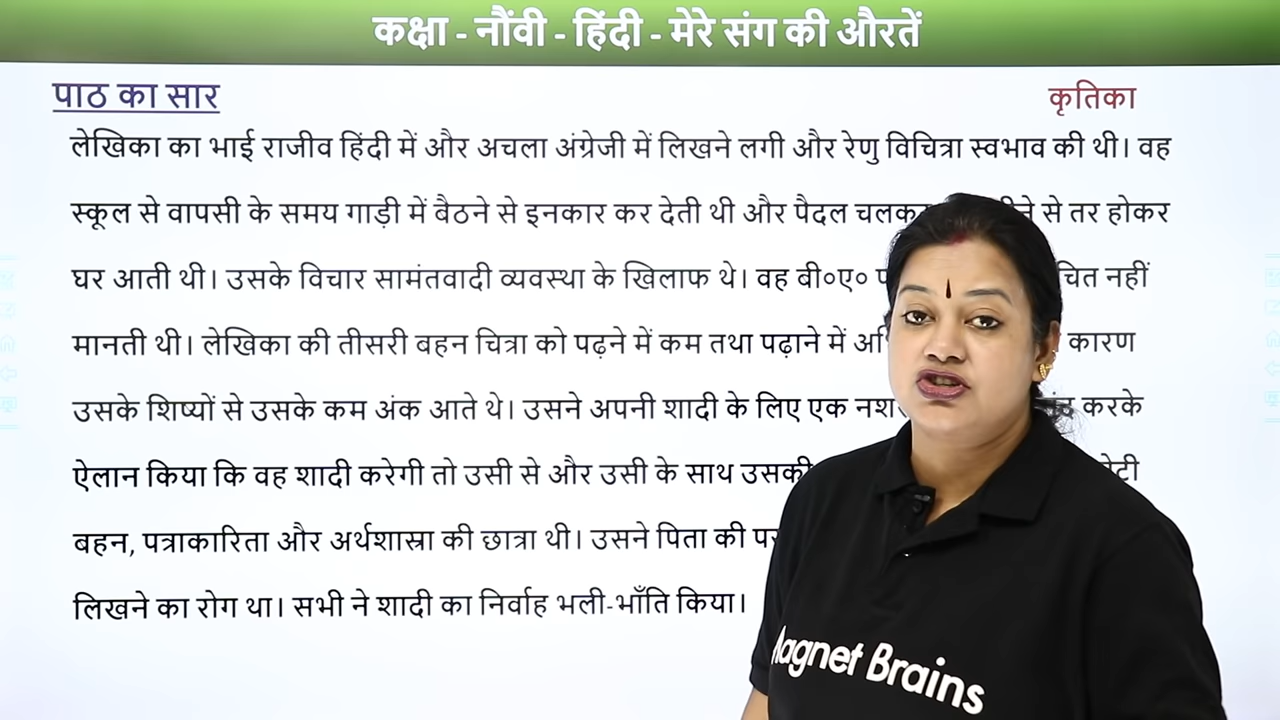 कक्षा - नौंवी - हिंदी - मेरे संग की औरतें
पाठ का सार
कृतिका
लेखिका का भाई राजीव हिंदी में और अचला अंग्रेजी में लिखने लगी और रेणु विचित्रा स्वभाव की थी। वह
स्कूल से वापसी के समय गाड़ी में बैठने से इनकार कर देती थी और पैदल चलकर से तर होकर
घर आती थी। उसके विचार सामंतवादी व्यवस्था के खिलाफ थे। वह बी०ए० नहीं
मानती थी। लेखिका की तीसरी बहन चित्रा को पढ़ने में कम तथा पढ़ाने में कारण
उसके शिष्यों से उसके कम अंक आते थे। उसने अपनी शादी के लिए एक करके
ऐलान किया कि वह शादी करेगी तो उसी से और उसी के साथ उसकी
बहन, पत्राकारिता और अर्थशास्त्रा की छात्रा थी। उसने पिता की
लिखने का रोग था। सभी ने शादी का निर्वाह भली-भाँति किया।
Magnet Brains